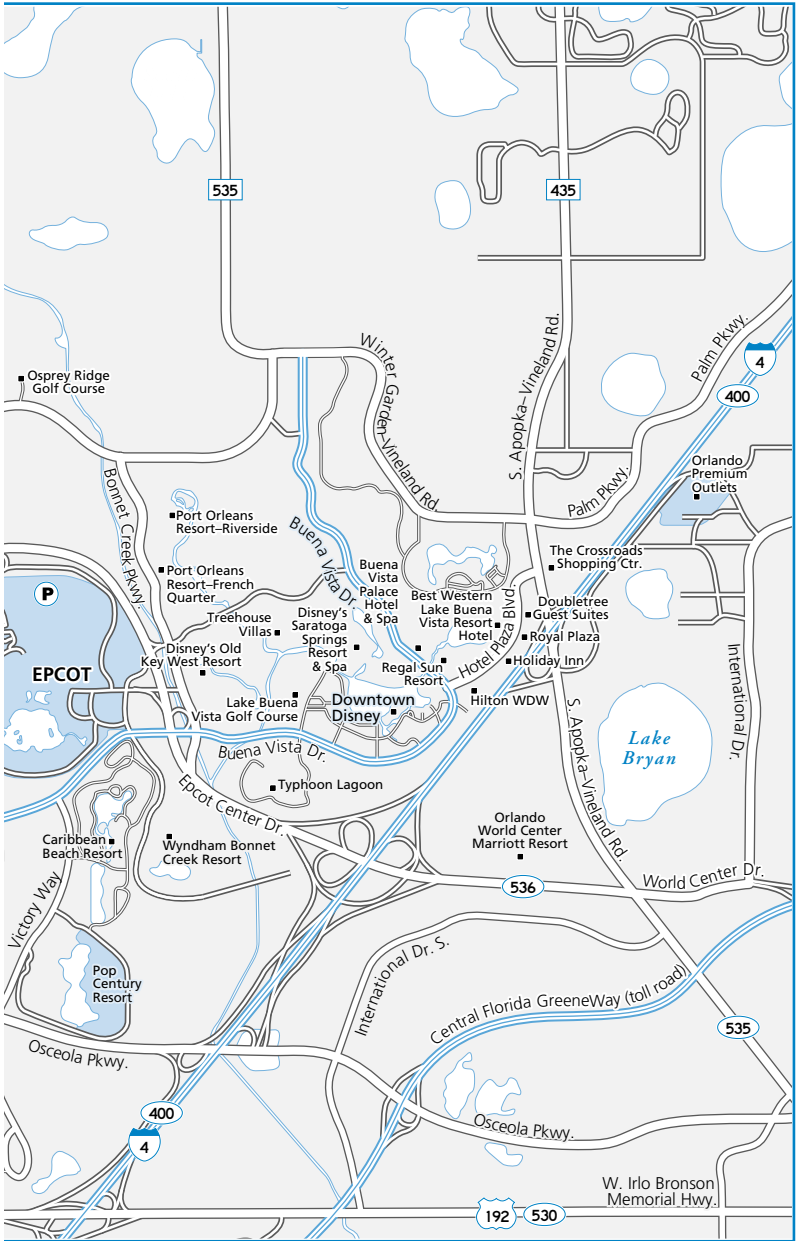 535
435
Winter Garden–Vineland Rd.
S. Apopka–Vineland Rd.
Palm Pkwy.
4
400
Osprey Ridge
Golf Course
Orlando
Premium
Outlets
Bonnet Creek Pkwy.
Port Orleans
Resort–Riverside
Buena Vista Dr.
Palm Pkwy.
The Crossroads
Shopping Ctr.
Port Orleans
Resort–French
Quarter
Buena
Vista
Palace
Hotel
& Spa
P
Best Western
Lake Buena
Vista Resort
Hotel
Hotel Plaza Blvd.
Doubletree
Guest Suites
Treehouse
Villas
Disney’s
Saratoga
Springs
Resort
& Spa
Royal Plaza
Disney’s Old
Key West Resort
EPCOT
Regal Sun
Resort
Holiday Inn
International Dr.
Lake Buena
Vista Golf Course
Downtown
Disney
Hilton WDW
S. Apopka–Vineland Rd.
Lake
Bryan
Buena Vista Dr.
Typhoon Lagoon
Epcot Center Dr.
Orlando
World Center
Marriott Resort
Caribbean
Beach Resort
Wyndham Bonnet
Creek Resort
536
World Center Dr.
Victory Way
Pop
Century
Resort
International Dr. S.
Central Florida GreeneWay (toll road)
535
Osceola Pkwy.
400
4
Osceola Pkwy.
W. Irlo Bronson
Memorial Hwy.
192
530